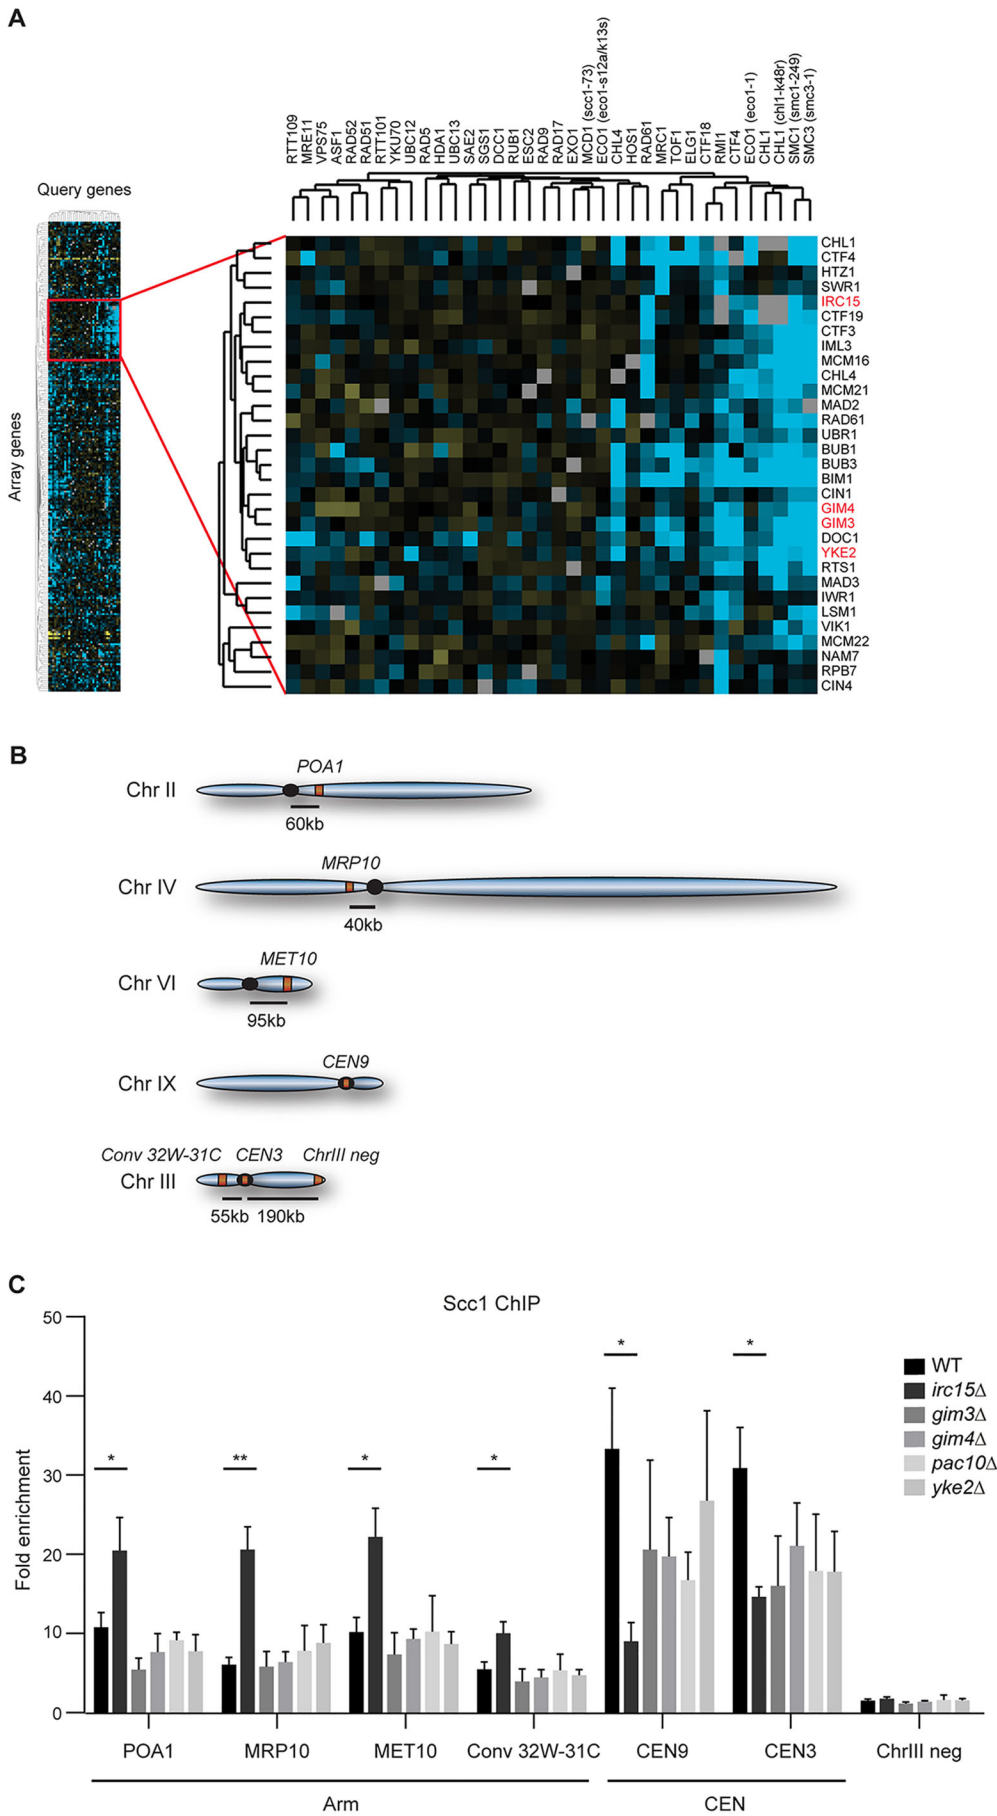 A
RTT109
MRE11
VPS75
ASF1
RAD52
RAD51
RTT101
YKU70
UBC12
RAD5
HDA1
UBC13
SAE2
SGS1
DCC1
RUB1
ESC2
RAD9
RAD17
EXO1
MCD1 (scc1-73)
ECO1 (eco1-s12a/k13s)
CHL4
HOS1
RAD61
MRC1
TOF1
ELG1
CTF18
RMI1
CTF4
ECO1 (eco1-1)
CHL1
CHL1 (chl1-k48r)
SMC1 (smc1-249)
SMC3 (smc3-1)
Query genes
Array genes
CHL1
CTF4
HTZ1
SWR1
IRC15
CTF19
CTF3
IML3
MCM16
CHL4
MCM21
MAD2
RAD61
UBR1
BUB1
BUB3
BIM1
CIN1
GIM4
GIM3
DOC1
YKE2
RTS1
MAD3
IWR1
LSM1
VIK1
MCM22
NAM7
RPB7
CIN4
B
POA1
Chr II
60kb
MRP10
Chr IV
40kb
MET10
Chr VI
95kb
CEN9
Chr IX
Conv 32W-31C CEN3 ChrIII neg
Chr III
55kb 190kb
C
Scc1 ChIP
Fold enrichment
50
40
30
20
10
0
* ** * * * *
WT
irc15Δ
gim3Δ
gim4Δ
pac10Δ
yke2Δ
POA1 MRP10 MET10 Conv 32W-31C CEN9 CEN3 ChrIII neg
Arm CEN